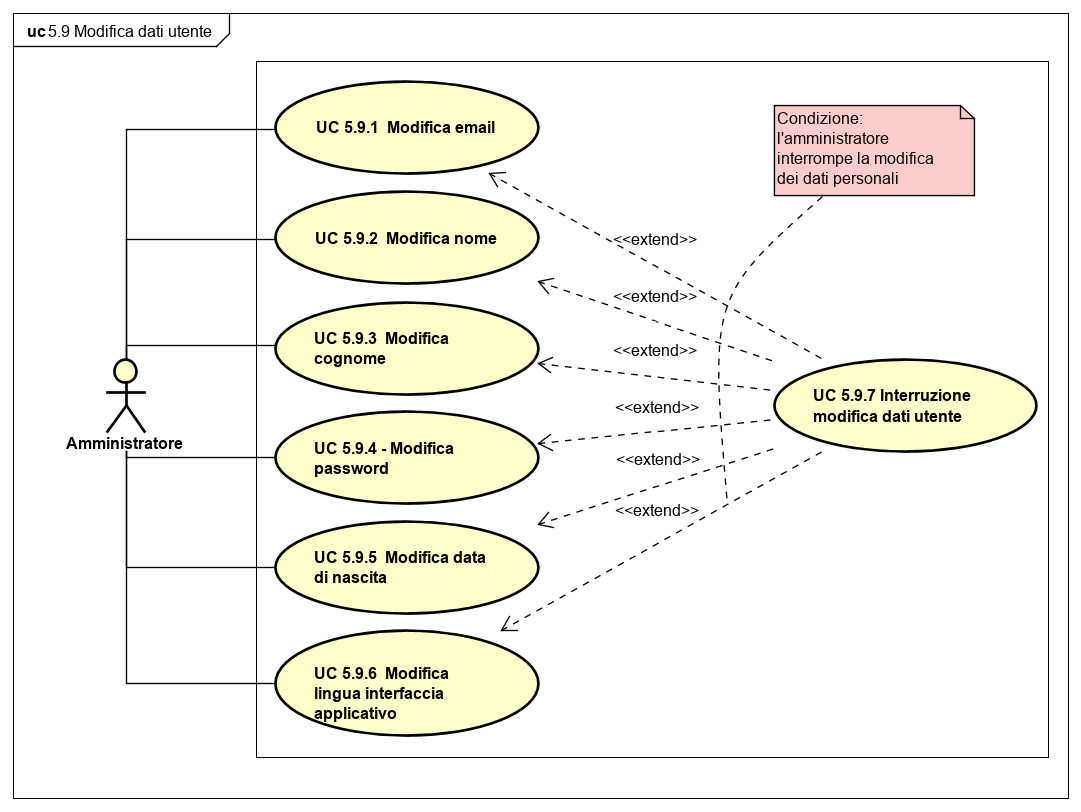 uc 5.9 Modifica dati utente
UC 5.9.1 Modifica email
Condizione:
l'amministratore
interrompe la modifica
dei dati personali
UC 5.9.2 Modifica nome
<<extend>>
<<extend>>
UC 5.9.3 Modifica
cognome
<<extend>>
Amministratore
UC 5.9.4 - Modifica
password
<<extend>>
UC 5.9.7 Interruzione
modifica dati utente
<<extend>>
<<extend>>
UC 5.9.5 Modifica data
di nascita
UC 5.9.6 Modifica
lingua interfaccia
applicativo